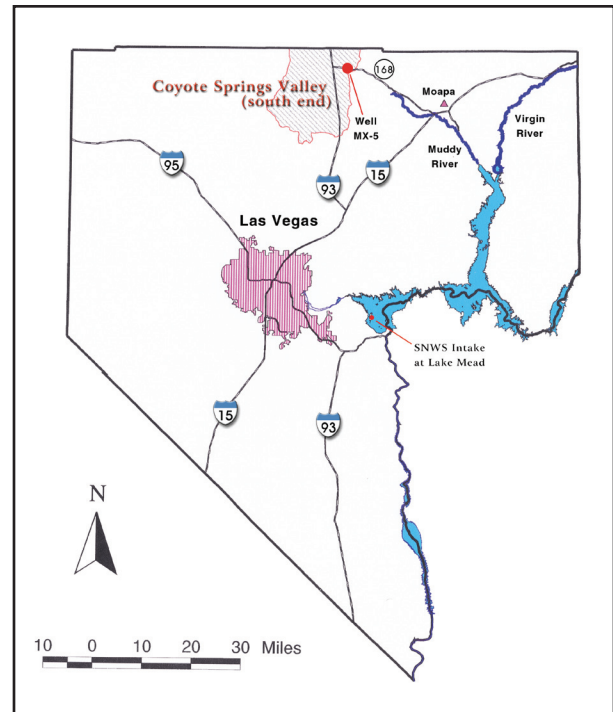 168
Coyote Springs Valley
(south end)
Moapa
Well
MX-5
Virgin
River
Muddy
River
95
93
15
Las Vegas
SNWS Intake
at Lake Mead
15
93
N
10 0 10 20 30 Miles